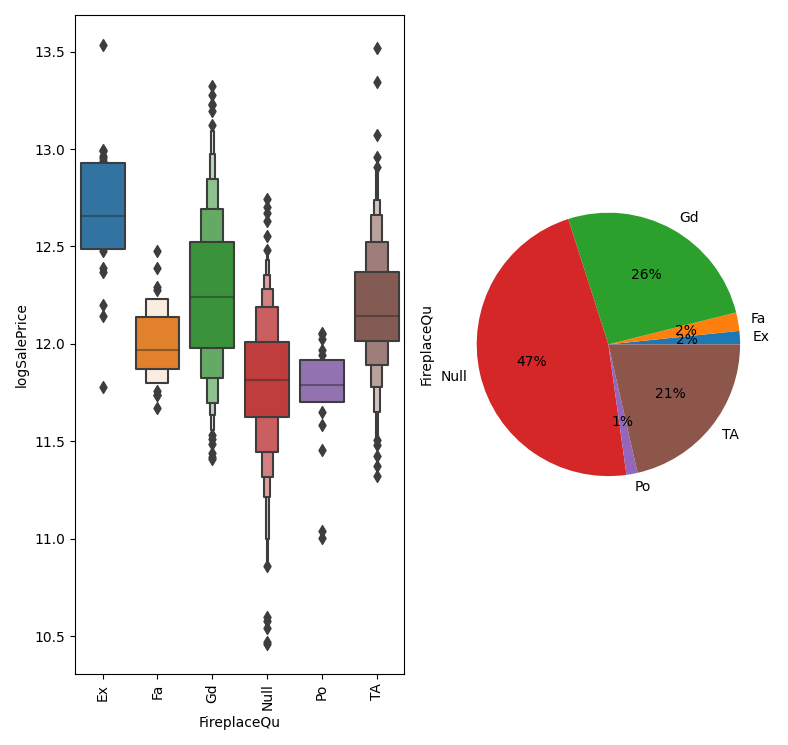 13.5
13.0
12.5
12.0
11.5
11.0
10.5
logSalePrice
Ex
Fa
Gd
Null
Po
TA
FireplaceQu
FireplaceQu
Gd
26%
Fa
2%
Ex
2%
47%
Null
21%
1%
TA
Po